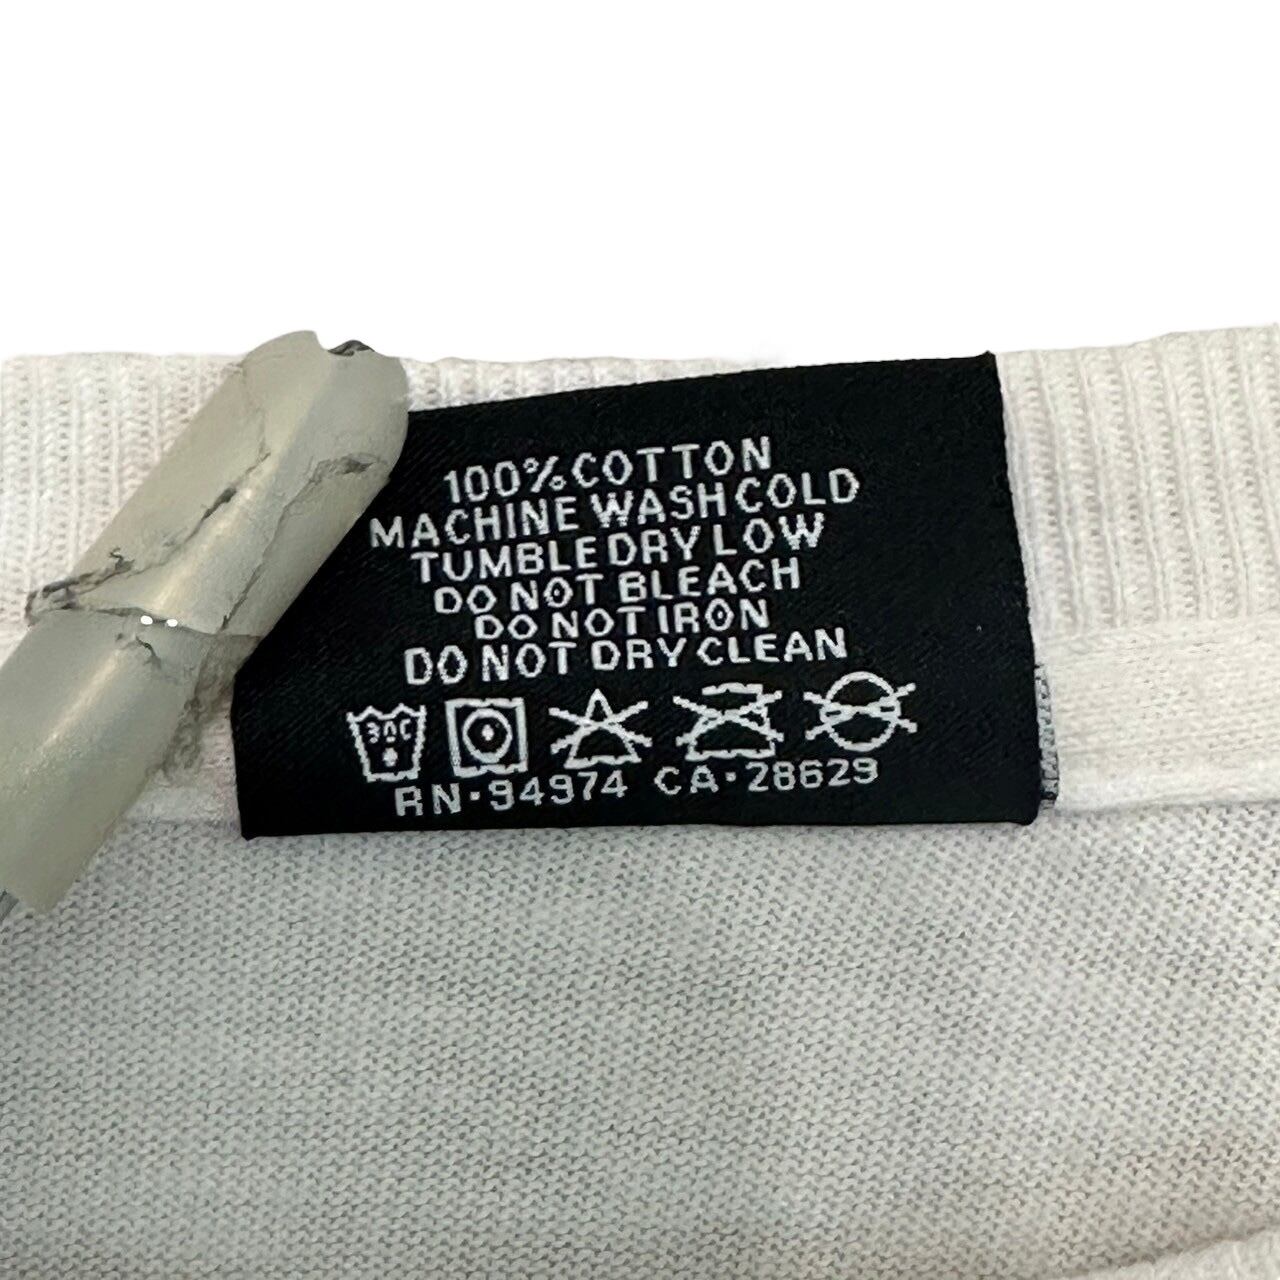 100% COTTON
MACHINE WASH COLD
TUMBLE DRY LOW
DO NOT BLEACH
DO NOT IRON
DO NOT DRY CLEAN
30C
RN·94974 CA·28629